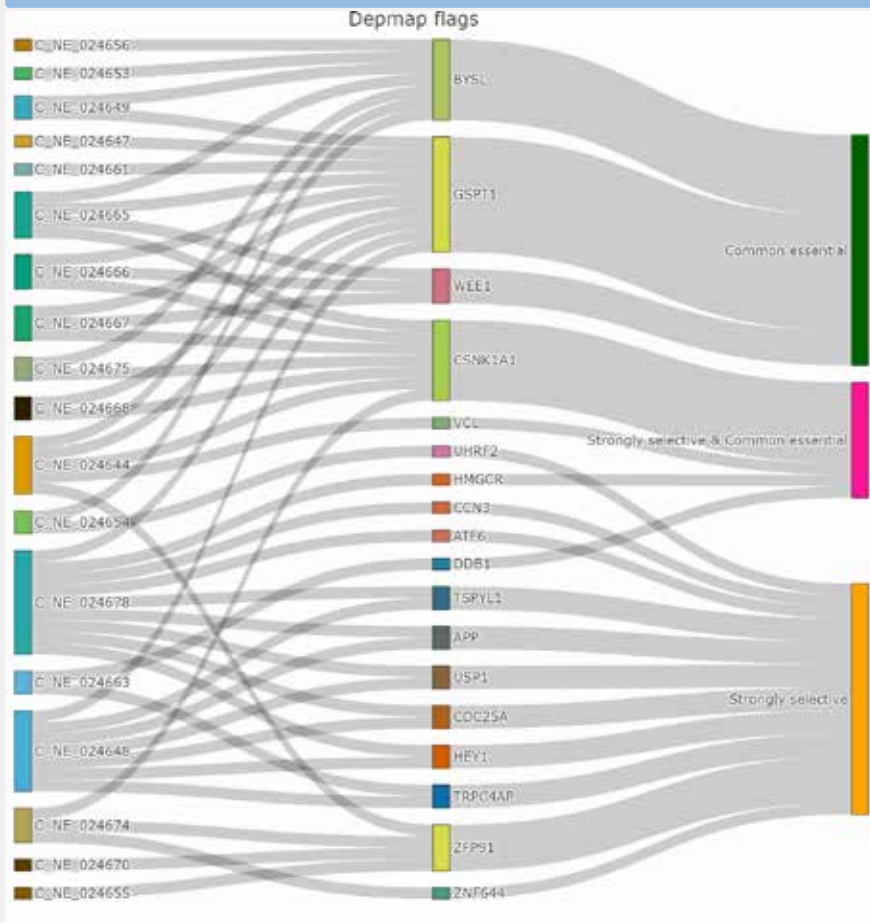 Depmap flags
C_NE_024656
C_NE_024653
C_NE_024649
C_NE_024647
C_NE_024661
C_NE_024665
C_NE_024666
C_NE_024667
C_NE_024675
C_NE_024668
C_NE_024644
C_NE_024654
C_NE_024678
C_NE_024663
C_NE_024648
C_NE_024674
C_NE_024670
C_NE_024655
BYSL
GSPT1
WEE1
CSNK1A1
VCL
UHRF2
HMGCR
CCN3
ATF6
DDB1
TSPYL1
APP
USP1
CDC25A
HEY1
TRPC4AP
ZFP91
ZNF644
Common essential
Strongly selective & Common essential
Strongly selective